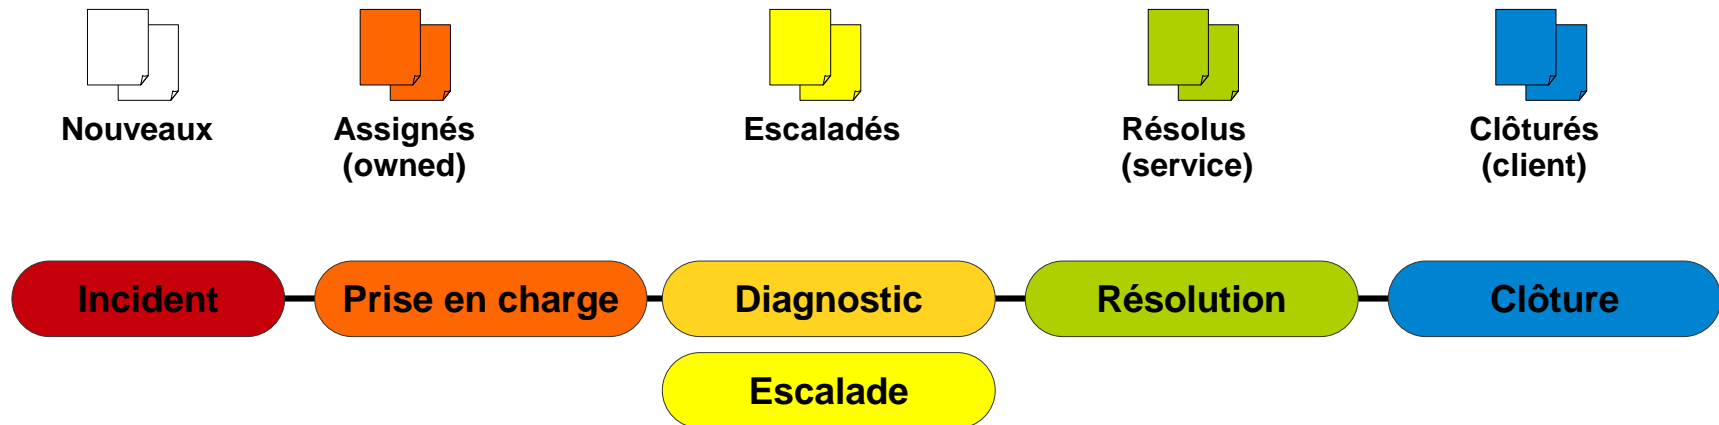 Nouveaux
Assignés
(owned)
Escaladés
Résolus
(service)
Clôturés
(client)
Incident
Prise en charge
Diagnostic
Résolution
Clôture
Escalade